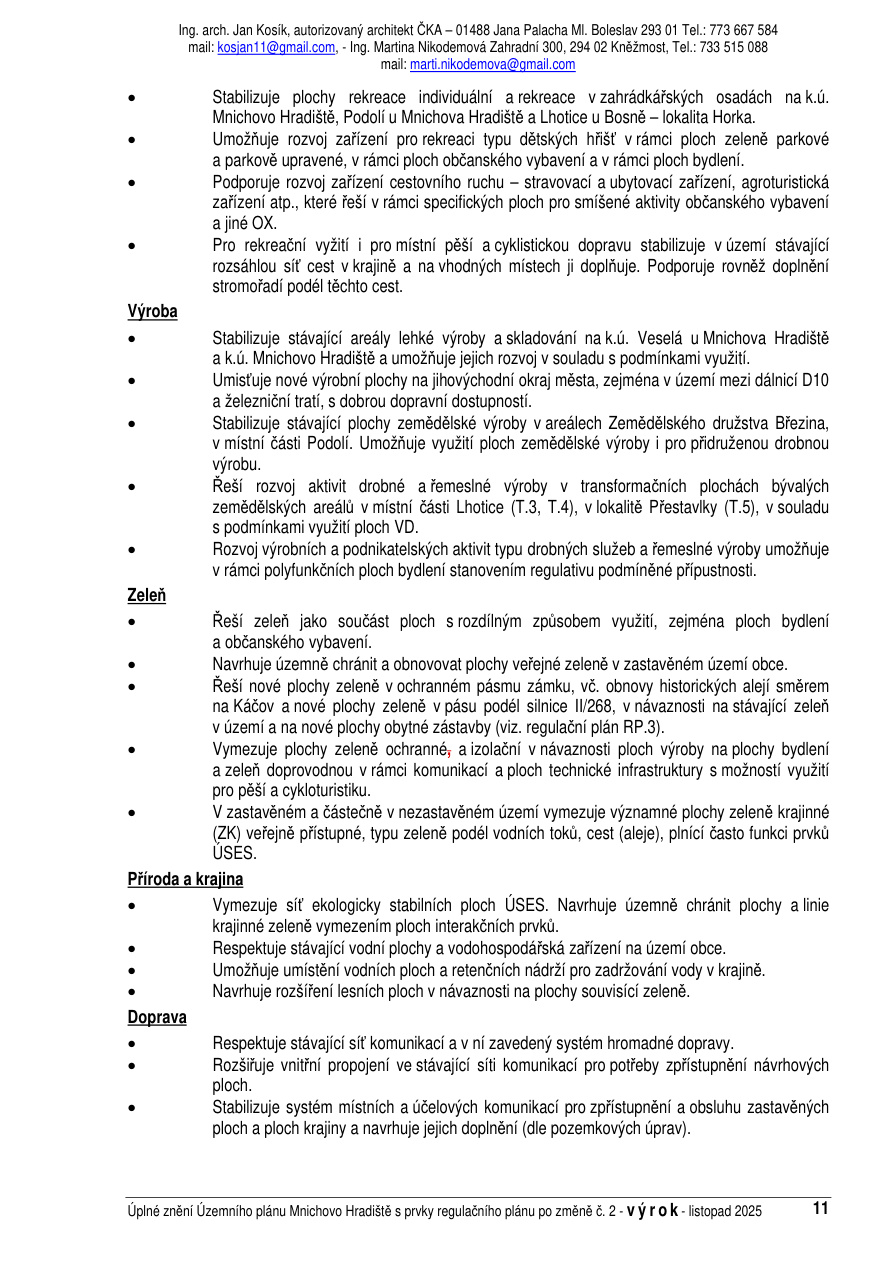 Ing. arch. Jan Kosík, autorizovaný architekt ČKA – 01488 Jana Palacha Ml. Boleslav 293 01 Tel.: 773 667 584
mail: kosjan11@gmail.com, - Ing. Martina Nikodemová Zahradní 300, 294 02 Kněžmost, Tel.: 733 515 088
mail: marti.nikodemova@gmail.com
• Stabilizuje plochy rekreace individuální a rekreace v zahrádkářských osadách na k.ú.
Mnichovo Hradiště, Podolí u Mnichova Hradiště a Lhotice u Bosně – lokalita Horka.
• Umožňuje rozvoj zařízení pro rekreaci typu dětských hřišť v rámci ploch zeleně parkové
a parkově upravené, v rámci ploch občanského vybavení a v rámci ploch bydlení.
• Podporuje rozvoj zařízení cestovního ruchu – stravovací a ubytovací zařízení, agroturistická
zařízení atp., které řeší v rámci specifických ploch pro smíšené aktivity občanského vybavení
a jiné OX.
• Pro rekreační vyžití i pro místní pěší a cyklistickou dopravu stabilizuje v území stávající
rozsáhlou síť cest v krajině a na vhodných místech ji doplňuje. Podporuje rovněž doplnění
stromořadí podél těchto cest.
Výroba
• Stabilizuje stávající areály lehké výroby a skladování na k.ú. Veselá u Mnichova Hradiště
a k.ú. Mnichovo Hradiště a umožňuje jejich rozvoj v souladu s podmínkami využití.
• Umisťuje nové výrobní plochy na jihovýchodní okraj města, zejména v území mezi dálnicí D10
a železniční tratí, s dobrou dopravní dostupností.
• Stabilizuje stávající plochy zemědělské výroby v areálech Zemědělského družstva Březina,
v místní části Podolí. Umožňuje využití ploch zemědělské výroby i pro přidruženou drobnou
výrobu.
• Řeší rozvoj aktivit drobné a řemeslné výroby v transformačních plochách bývalých
zemědělských areálů v místní části Lhotice (T.3, T.4), v lokalitě Přestavlky (T.5), v souladu
s podmínkami využití ploch VD.
• Rozvoj výrobních a podnikatelských aktivit typu drobných služeb a řemeslné výroby umožňuje
v rámci polyfunkčních ploch bydlení stanovením regulativu podmíněné přípustnosti.
Zeleň
• Řeší zeleň jako součást ploch s rozdílným způsobem využití, zejména ploch bydlení
a občanského vybavení.
• Navrhuje územně chránit a obnovovat plochy veřejné zeleně v zastavěném území obce.
• Řeší nové plochy zeleně v ochranném pásmu zámku, vč. obnovy historických alejí směrem
na Káčov a nové plochy zeleně v pásu podél silnice II/268, v návaznosti na stávající zeleň
v území a na nové plochy obytné zástavby (viz. regulační plán RP.3).
• Vymezuje plochy zeleně ochranné, a izolační v návaznosti ploch výroby na plochy bydlení
a zeleň doprovodnou v rámci komunikací a ploch technické infrastruktury s možností využití
pro pěší a cykloturistiku.
• V zastavěném a částečně v nezastavěném území vymezuje významné plochy zeleně krajinné
(ZK) veřejně přístupné, typu zeleně podél vodních toků, cest (aleje), plnící často funkci prvků
ÚSES.
Příroda a krajina
• Vymezuje síť ekologicky stabilních ploch ÚSES. Navrhuje územně chránit plochy a linie
krajinné zeleně vymezením ploch interakčních prvků.
• Respektuje stávající vodní plochy a vodohospodářská zařízení na území obce.
• Umožňuje umístění vodních ploch a retenčních nádrží pro zadržování vody v krajině.
• Navrhuje rozšíření lesních ploch v návaznosti na plochy souvisící zeleně.
Doprava
• Respektuje stávající síť komunikací a v ní zavedený systém hromadné dopravy.
• Rozšiřuje vnitřní propojení ve stávající síti komunikací pro potřeby zpřístupnění návrhových
ploch.
• Stabilizuje systém místních a účelových komunikací pro zpřístupnění a obsluhu zastavěných
ploch a ploch krajiny a navrhuje jejich doplnění (dle pozemkových úprav).
Úplné znění Územního plánu Mnichovo Hradiště s prvky regulačního plánu po změně č. 2 - v ý r o k - listopad 2025 11